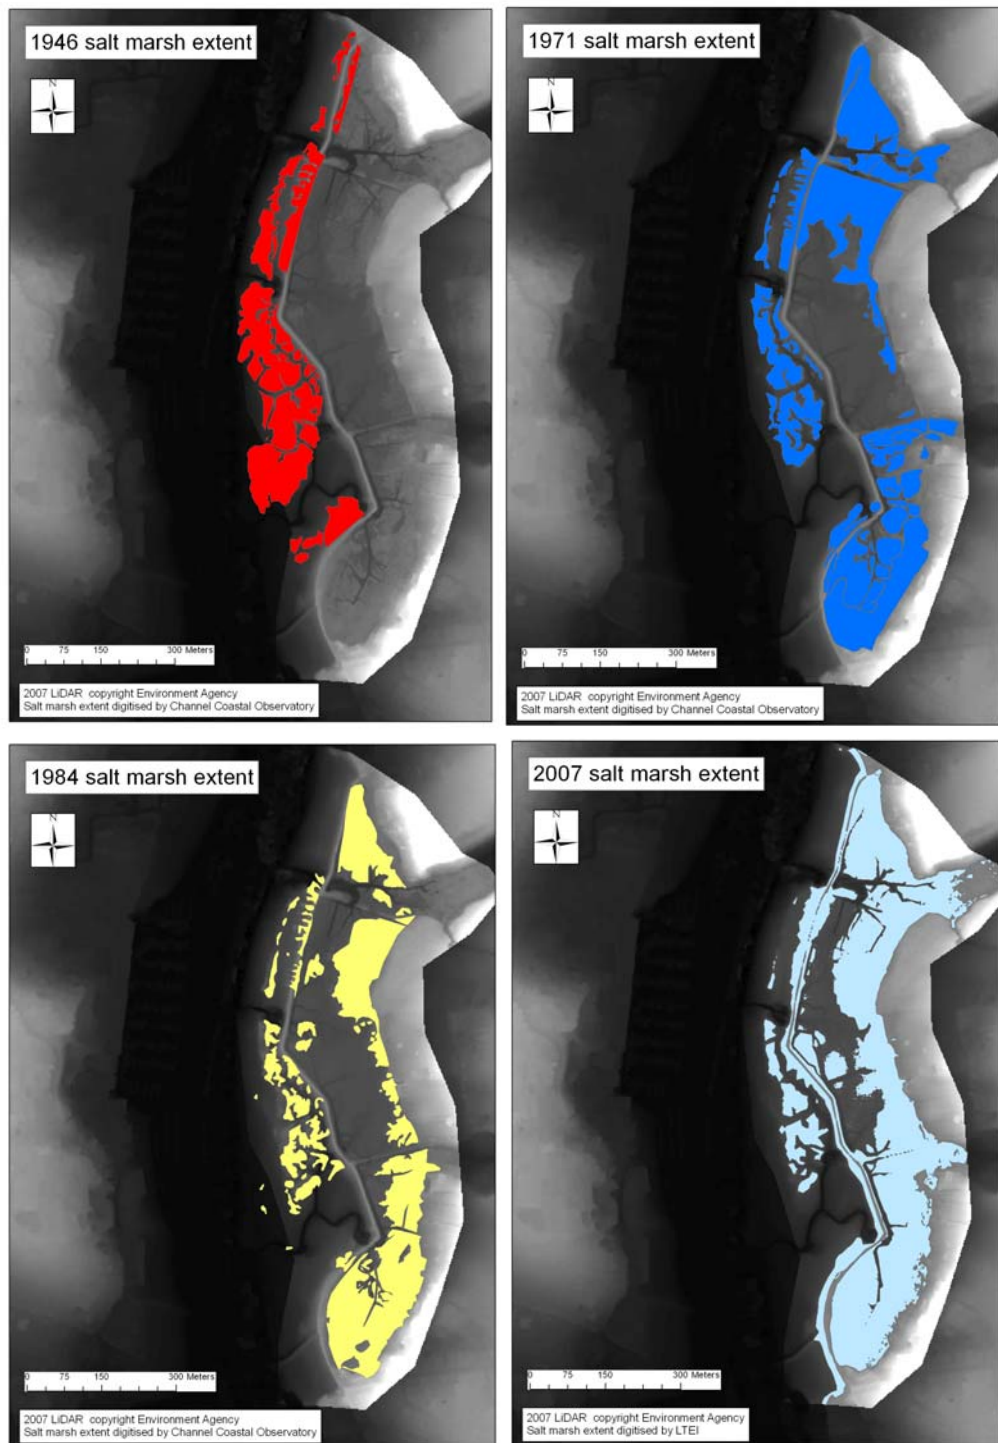 1946 salt marsh extent
N
0 75 150 300 Meters
2007 LiDAR copyright Environment Agency
Salt marsh extent digitised by Channel Coastal Observatory
1971 salt marsh extent
N
0 75 150 300 Meters
2007 LiDAR copyright Environment Agency
Salt marsh extent digitised by Channel Coastal Observatory
1984 salt marsh extent
N
0 75 150 300 Meters
2007 LiDAR copyright Environment Agency
Salt marsh extent digitised by Channel Coastal Observatory
2007 salt marsh extent
N
0 75 150 300 Meters
2007 LiDAR copyright Environment Agency
Salt marsh extent digitised by LTEI